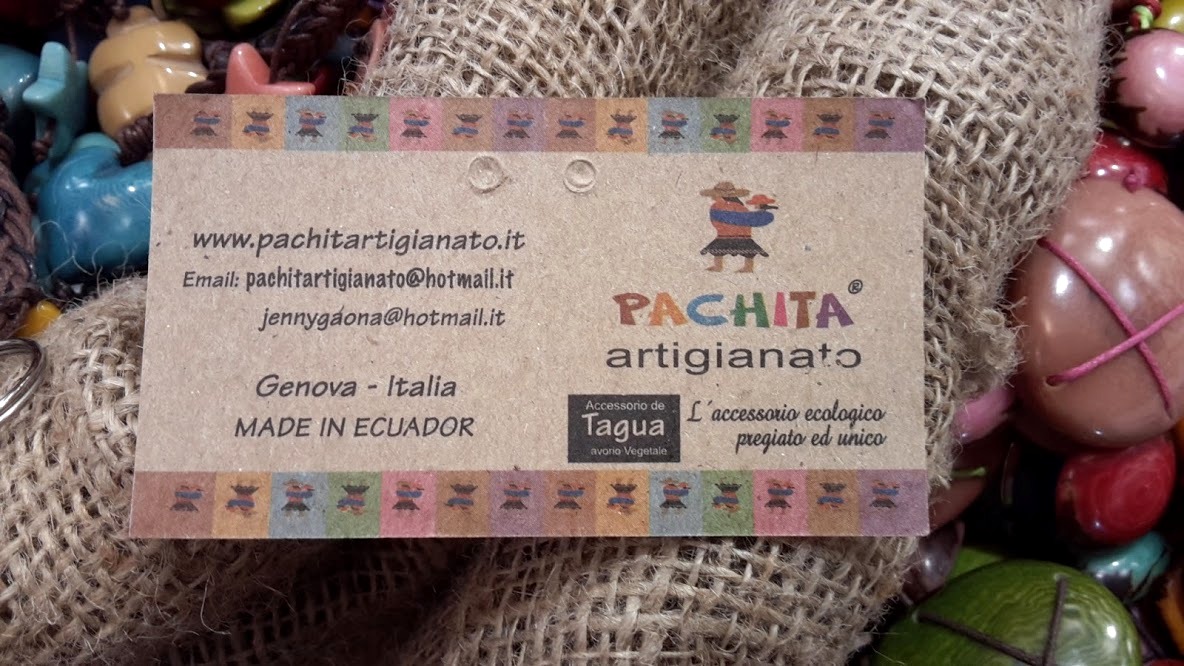 www.pachitartigianato.it
Email: pachitartigianato@hotmail.it
jennygaona@hotmail.it
Genova - Italia
MADE IN ECUADOR
PACHITA®
artigianato
Accessorio de
Tagua
avorio Vegetale
L´accessorio ecologico
pregiato ed unico